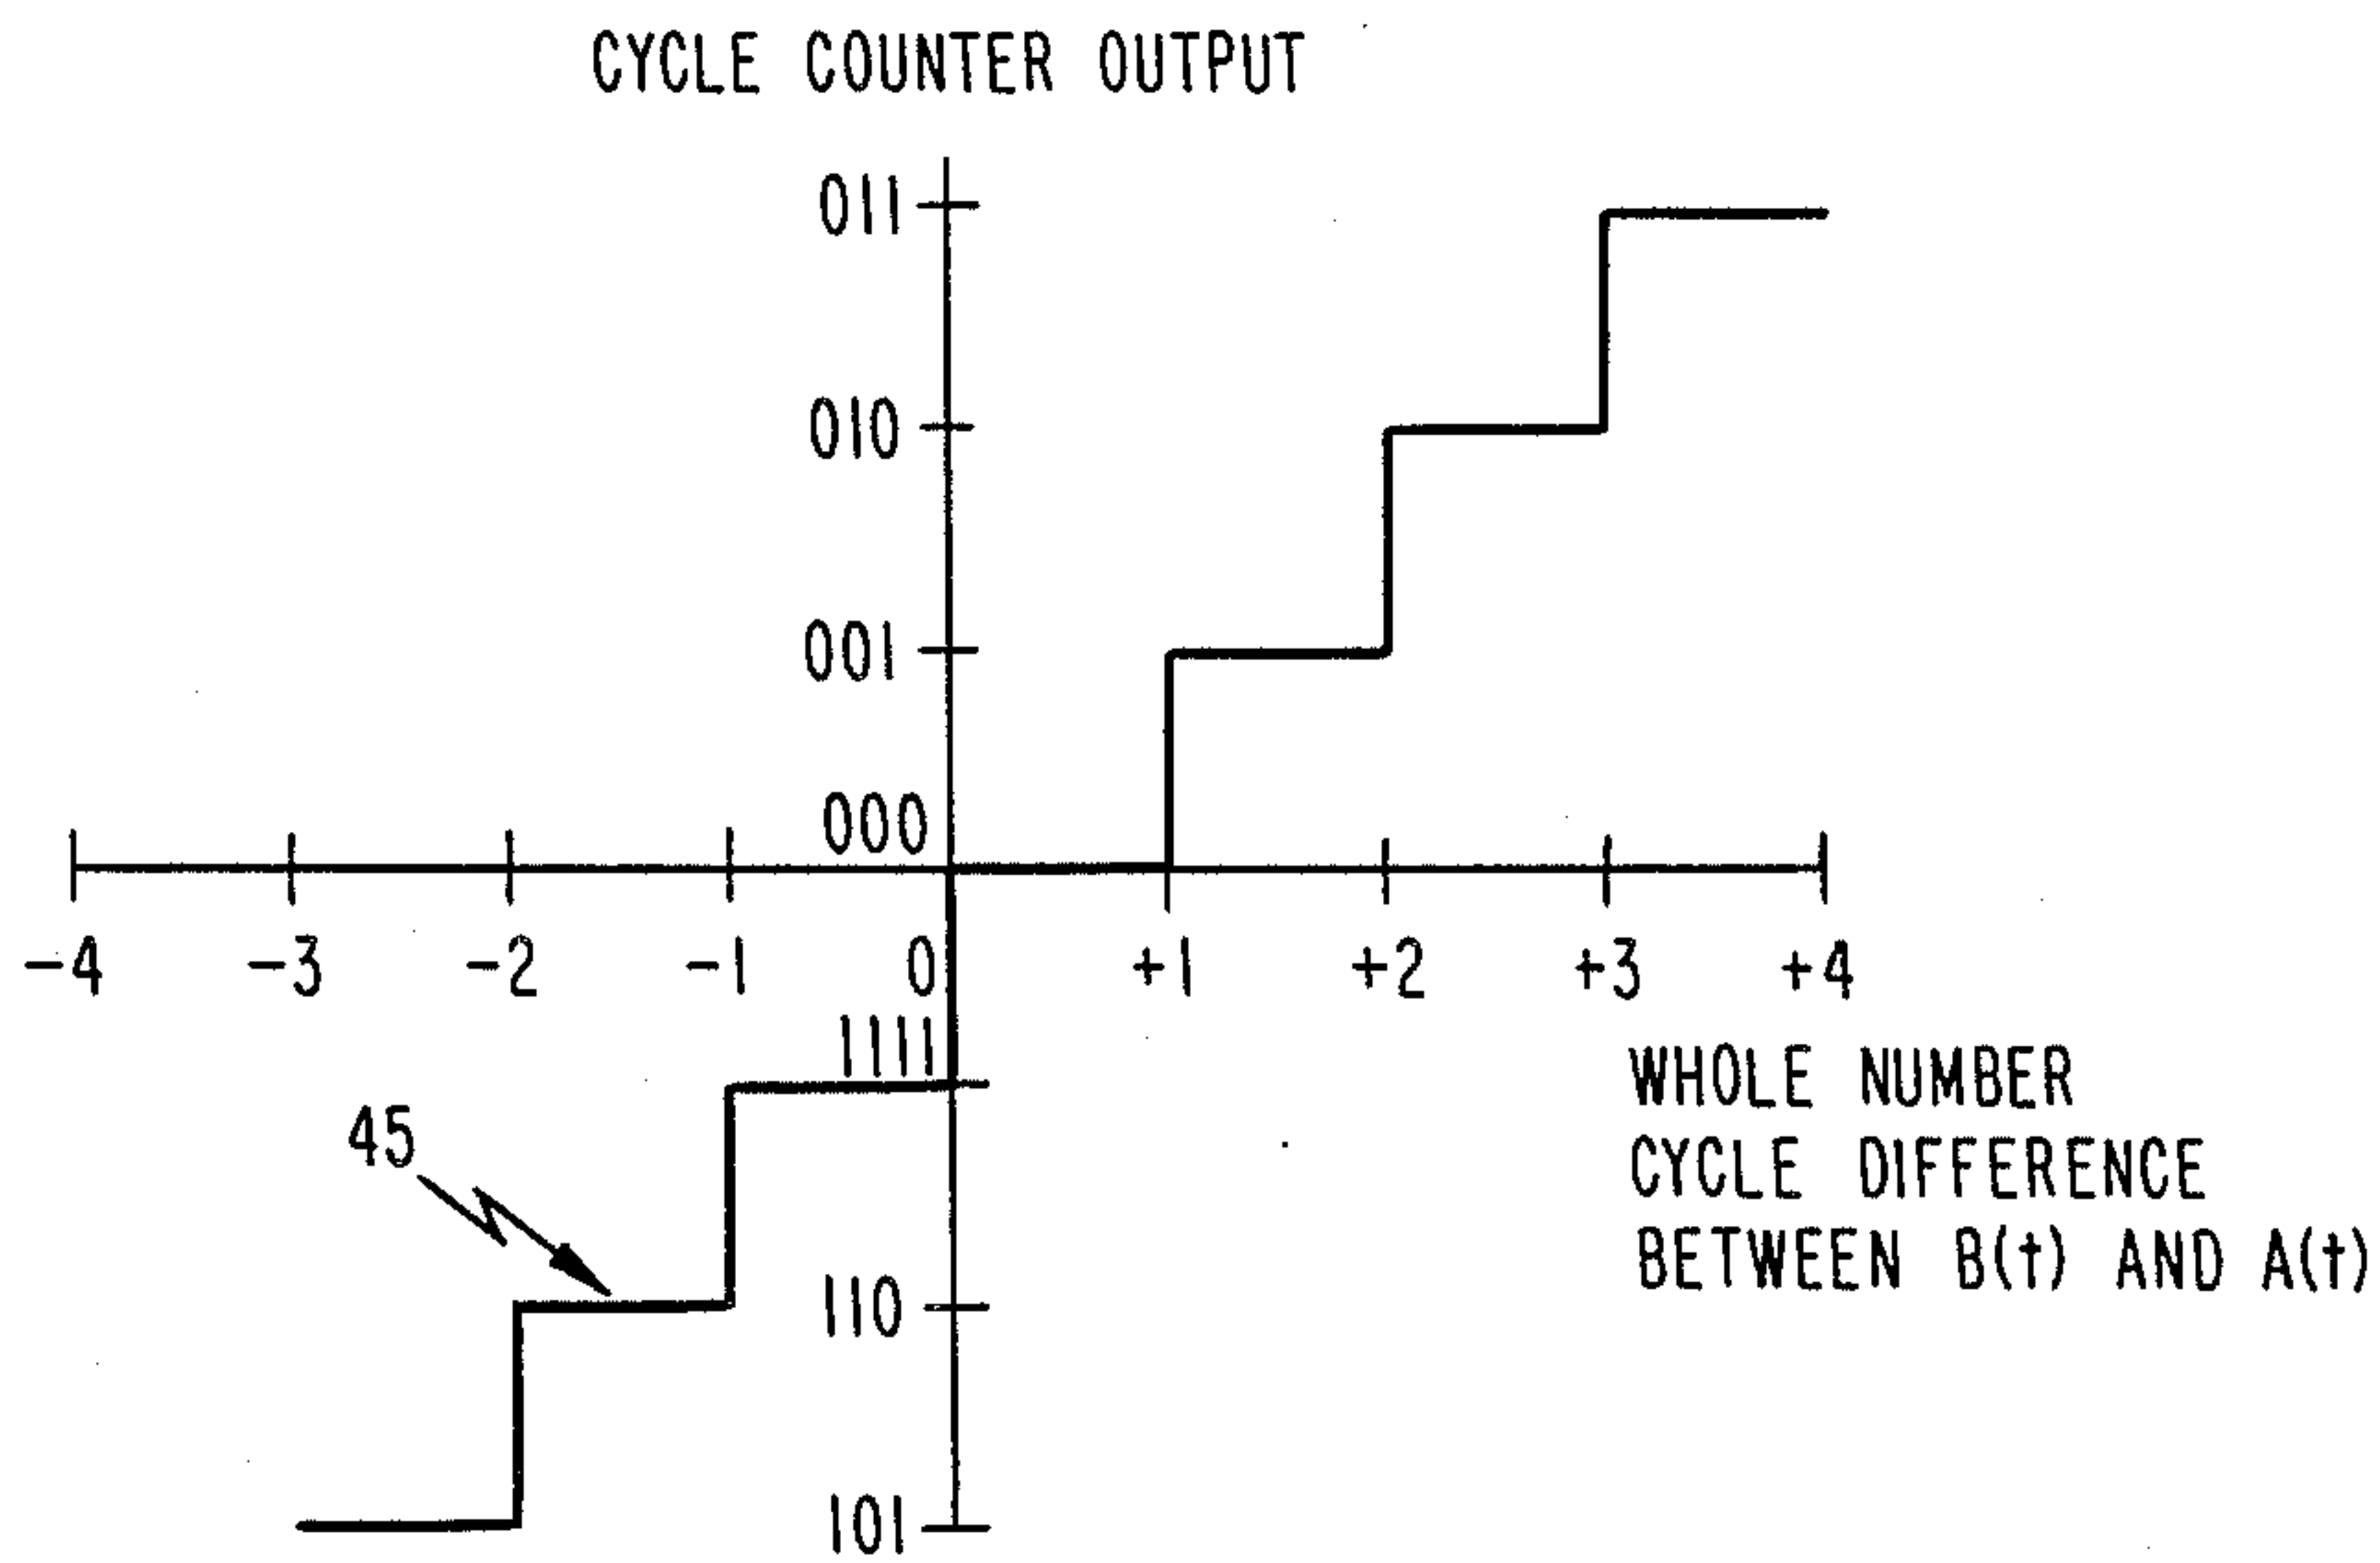 CYCLE COUNTER OUTPUT
011
010
001
000
-4 -3 -2 -1 0 +1 +2 +3 +4
1111
WHOLE NUMBER
CYCLE DIFFERENCE
BETWEEN B(t) AND A(t)
45
110
101